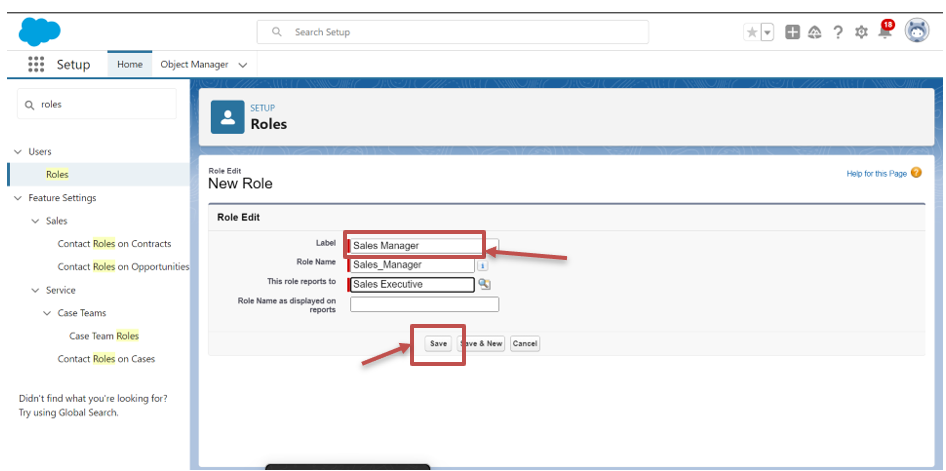 Search Setup
18
Setup
Home
Object Manager
roles
SETUP
Roles
Users
Roles
Feature Settings
Sales
Contact Roles on Contracts
Contact Roles on Opportunities
Service
Case Teams
Case Team Roles
Contact Roles on Cases
Didn't find what you're looking for?
Try using Global Search.
Role Edit
New Role
Help for this Page ?
Role Edit
Label Sales Manager
Role Name Sales_Manager
i
This role reports to Sales Executive
Role Name as displayed on
reports
Save
Save & New
Cancel